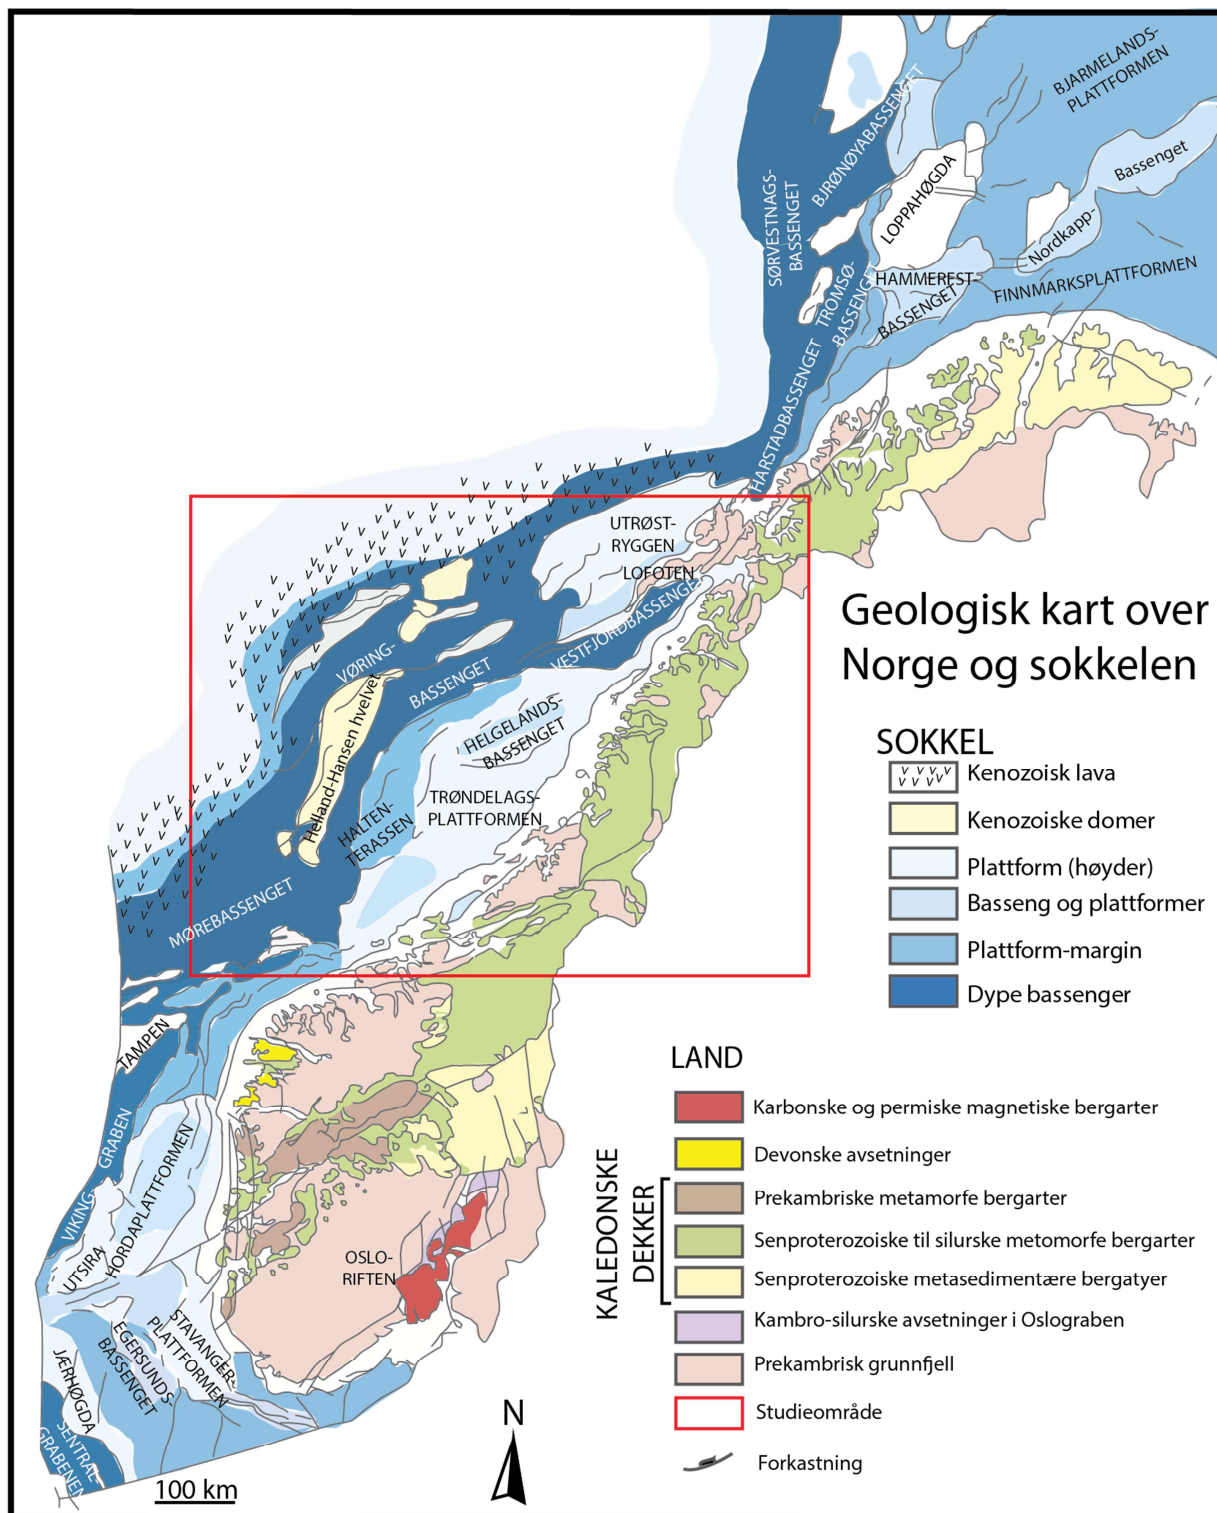 BJARMELANDS-
PLATTFORMEN
BJRØNØYABASSENGET
Bassenget
LOPPAHØGDA
SØRVESTNAGS-
BASSENGET
Nordkapp-
TROMSØ-
BASSENGET
HAMMERFEST-
BASSENGET
FINNMARKSPLATTFORMEN
HARSTADBASSENGET
UTRØST-
RYGGEN
LOFOTEN
VESTFJORDBASSENGET
VØRING-
BASSENGET
Helland-Hansen hvelvet
HELGELANDS-
BASSENGET
TRØNDELAGS-
PLATTFORMEN
HALTEN-
TERASSEN
MØREBASSENGET
TAMPEN
VIKING-
GRABEN
HORDAPLATTFORMEN
UTSIRA
OSLO-
RIFTEN
STAVANGER-
PLATTFORMEN
EGERSUNDS-
BASSENGET
JÆRHØGDA
SENTRAL-
GRABENEN
100 km
N
Geologisk kart over
Norge og sokkelen
SOKKEL
v v v v
v v v v
Kenozoisk lava
Kenozoiske domer
Plattform (høyder)
Basseng og plattformer
Plattform-margin
Dype bassenger
LAND
Karbonske og permiske magnetiske bergarter
Devonske avsetninger
KALEDONSKE
DEKKER
Prekambriske metamorfe bergarter
Senproterozoiske til silurske metomorfe bergarter
Senproterozoiske metasedimentære bergatyer
Kambro-silurske avsetninger i Oslograben
Prekambrisk grunnfjell
Studieområde
Forkastning